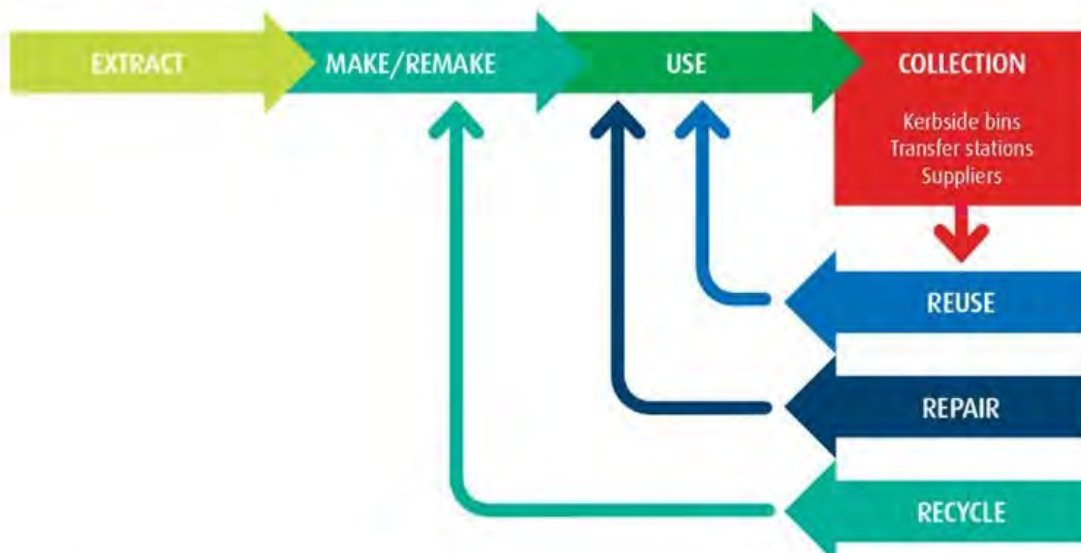 EXTRACT
MAKE/REMAKE
USE
COLLECTION
Kerbside bins
Transfer stations
Suppliers
REUSE
REPAIR
RECYCLE